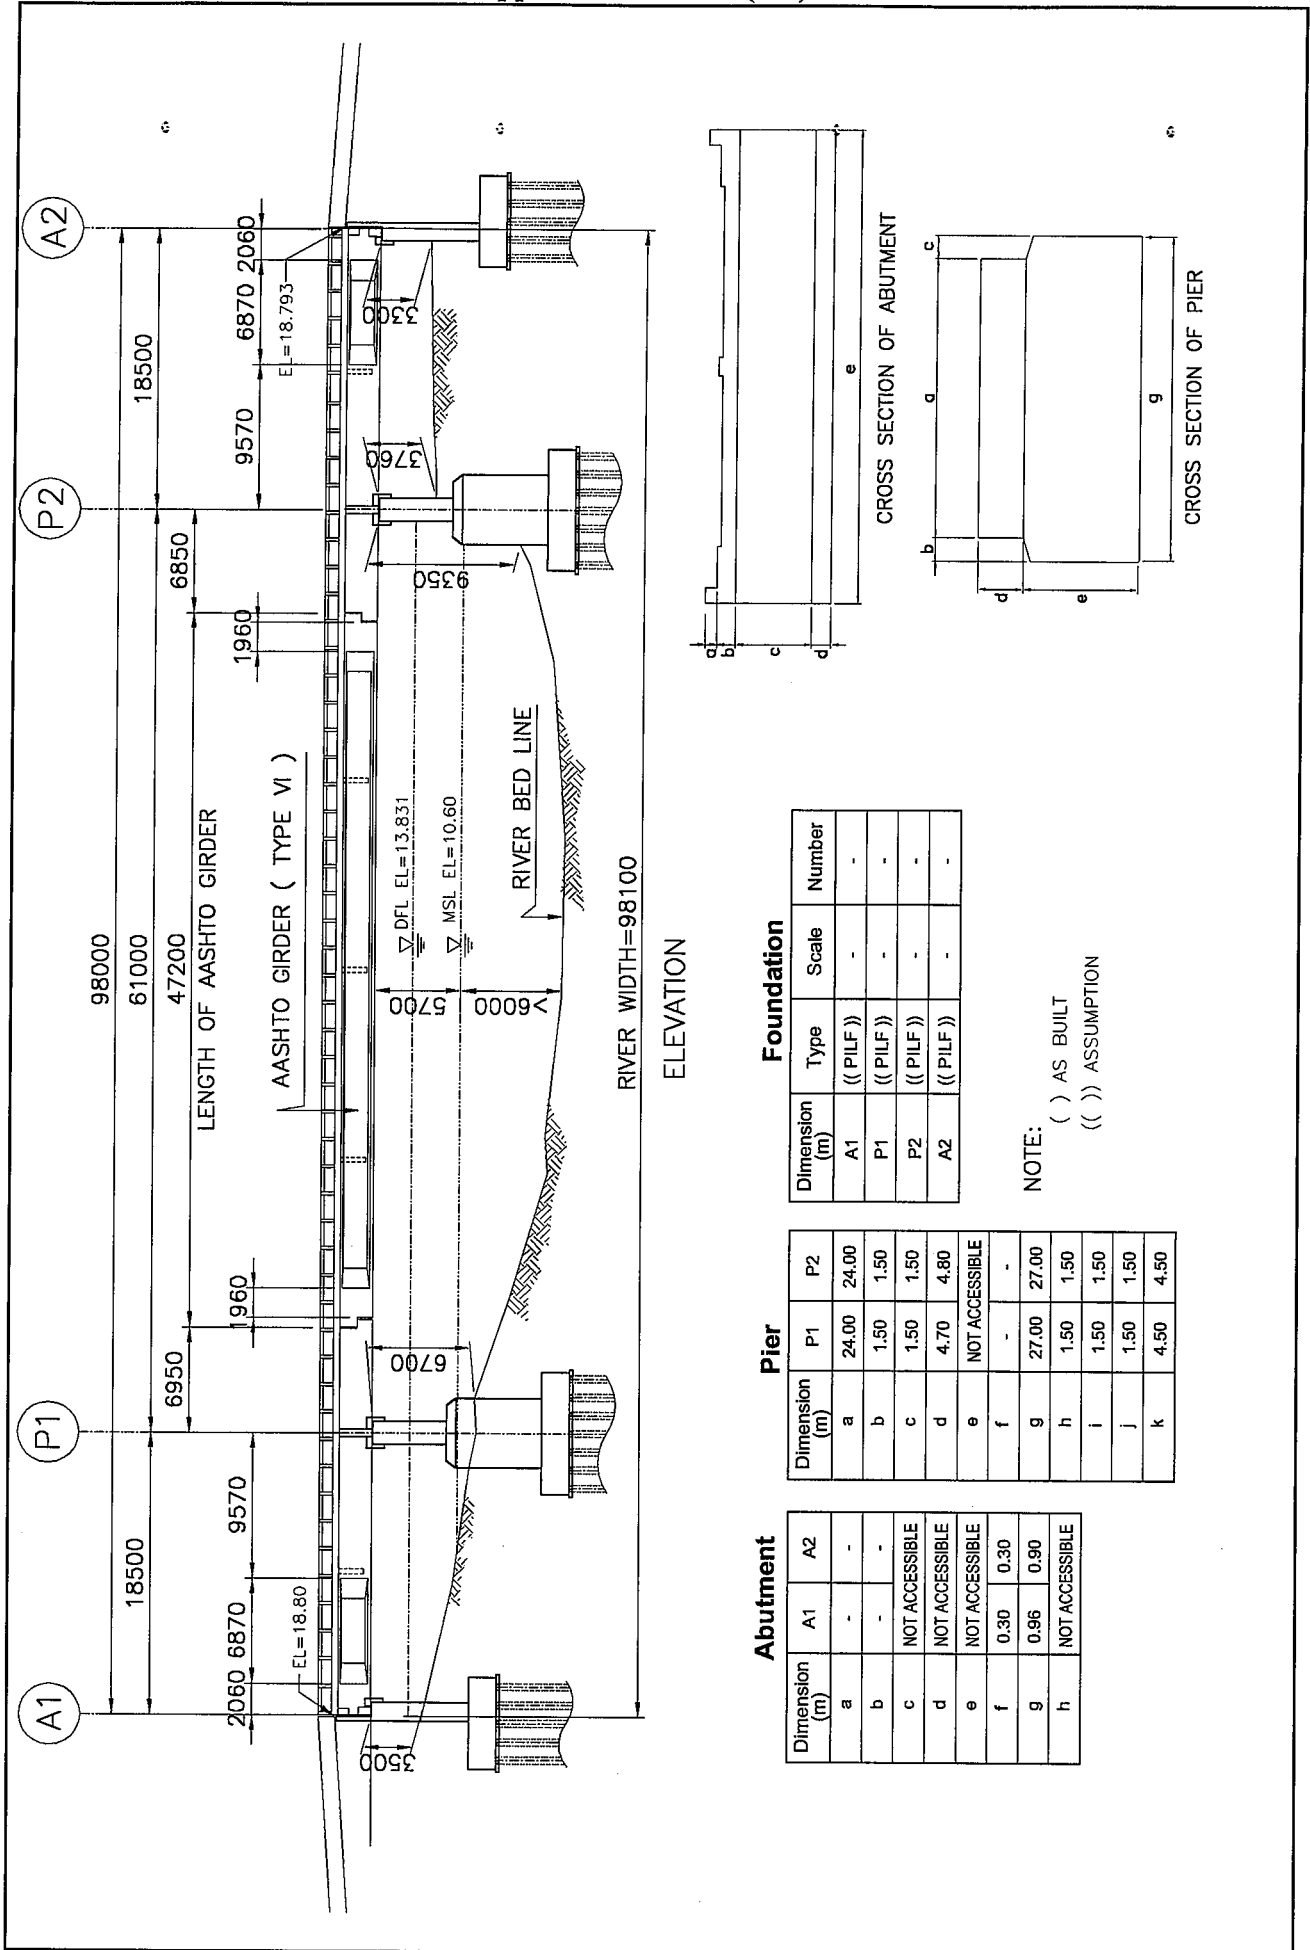 A1
P1
P2
A2
98000
18500
61000
18500
47200
LENGTH OF AASHTO GIRDER
6950
6850
2060
6870
9570
1960
1960
9570
6870
2060
EL=18.80
EL=18.793
AASHTO GIRDER ( TYPE VI )
3500
6700
5700
>6000
9350
3760
3300
DFL EL=13.831
MSL EL=10.60
RIVER BED LINE
RIVER WIDTH=98100
ELEVATION
a
b
c
d
e
CROSS SECTION OF ABUTMENT
b
a
c
d
e
g
CROSS SECTION OF PIER
Abutment
Dimension (m) A1 A2
a - -
b - -
c NOT ACCESSIBLE
d NOT ACCESSIBLE
e NOT ACCESSIBLE
f 0.30 0.30
g 0.96 0.90
h NOT ACCESSIBLE
Pier
Dimension (m) P1 P2
a 24.00 24.00
b 1.50 1.50
c 1.50 1.50
d 4.70 4.80
e NOT ACCESSIBLE
f - -
g 27.00 27.00
h 1.50 1.50
i 1.50 1.50
j 1.50 1.50
k 4.50 4.50
Foundation
Dimension (m) Type Scale Number
A1 (( PILF )) - -
P1 (( PILF )) - -
P2 (( PILF )) - -
A2 (( PILF )) - -
NOTE:
( ) AS BUILT
(( )) ASSUMPTION